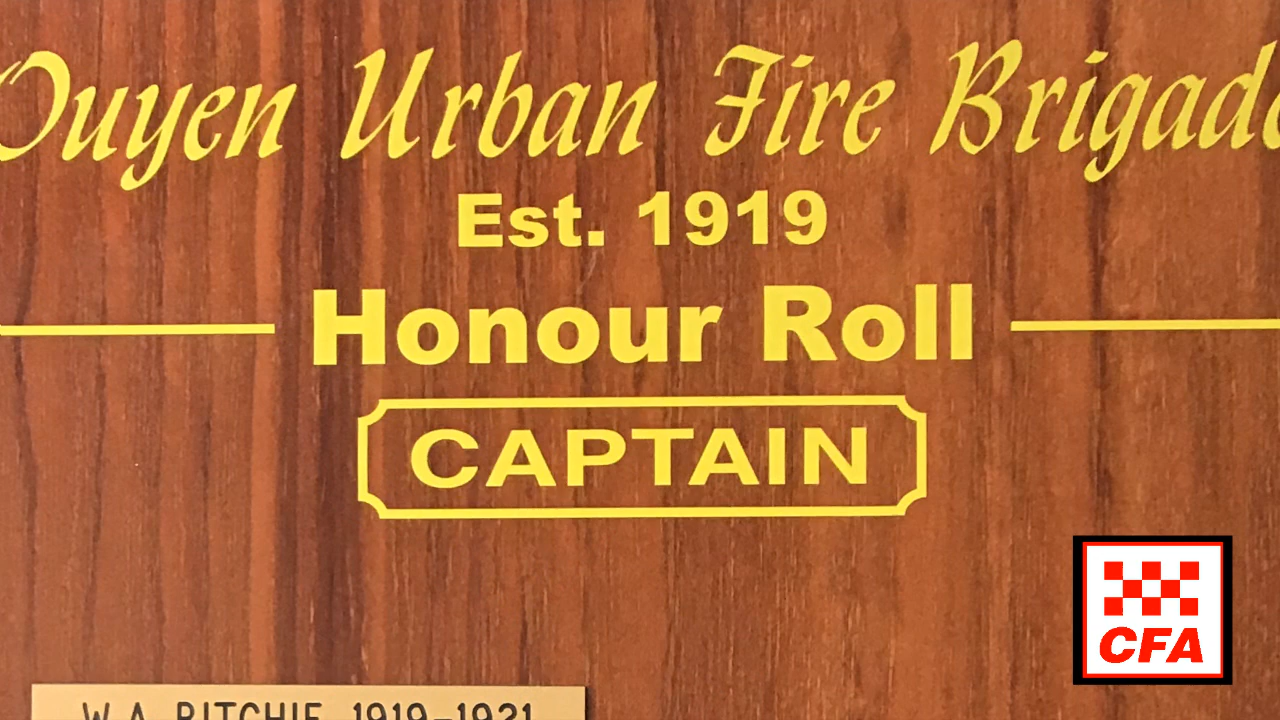 Ouyen Urban Fire Brigade
Est. 1919
Honour Roll
CAPTAIN
CFA
W.A. RITCHIE 1919-1921